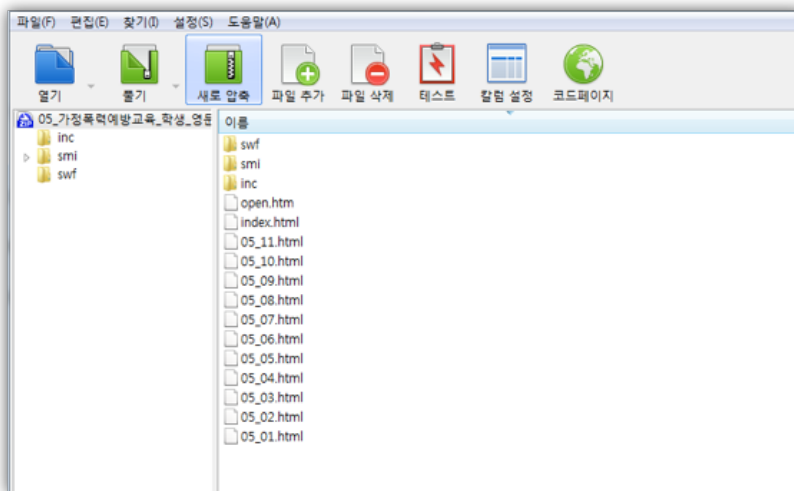 파일(F) 편집(E) 찾기(I) 설정(S) 도움말(A)
열기 풀기 새로 압축 파일 추가 파일 삭제 테스트 칼럼 설정 코드페이지
05_가정폭력예방교육_학생_영
inc
smi
swf
이름
swf
smi
inc
open.htm
index.html
05_11.html
05_10.html
05_09.html
05_08.html
05_07.html
05_06.html
05_05.html
05_04.html
05_03.html
05_02.html
05_01.html